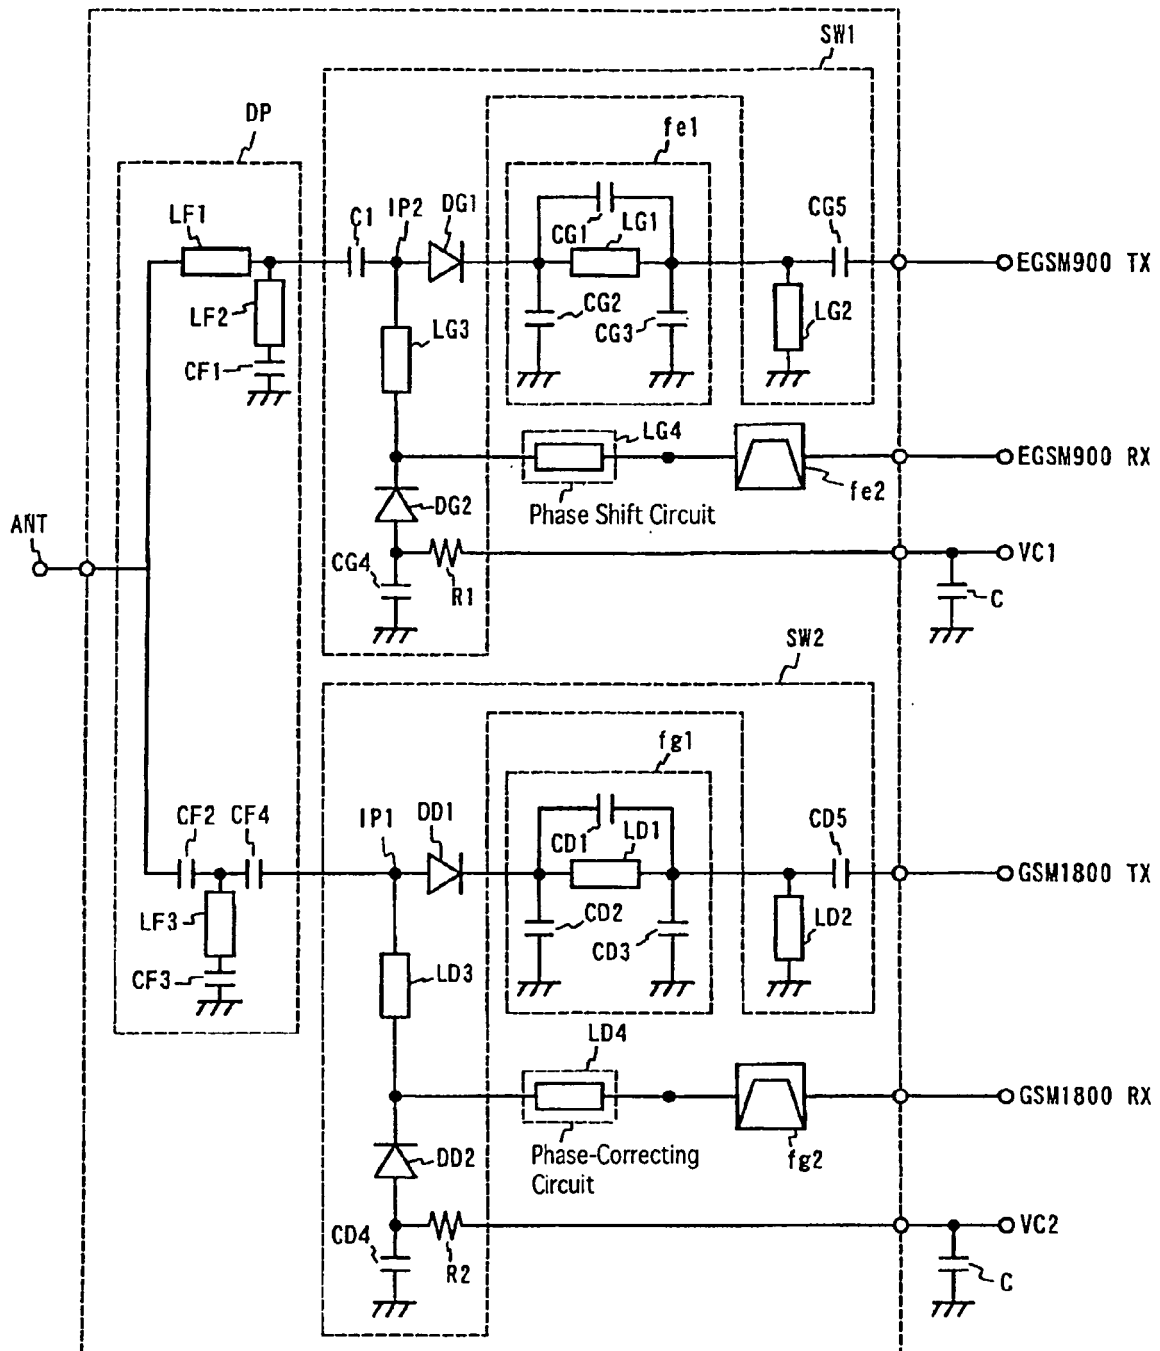 SW1
DP
fe1
LF1
C1
IP2
DG1
CG1
LG1
CG5
EGSM900 TX
LF2
CG2
LG2
LG3
CG3
CF1
LG4
EGSM900 RX
fe2
DG2
Phase Shift Circuit
ANT
VC1
CG4
R1
C
SW2
fg1
CF2
CF4
IP1
DD1
CD1
LD1
CD5
GSM1800 TX
LF3
CD2
LD2
CD3
CF3
LD3
LD4
GSM1800 RX
DD2
Phase-Correcting
Circuit
fg2
VC2
CD4
R2
C